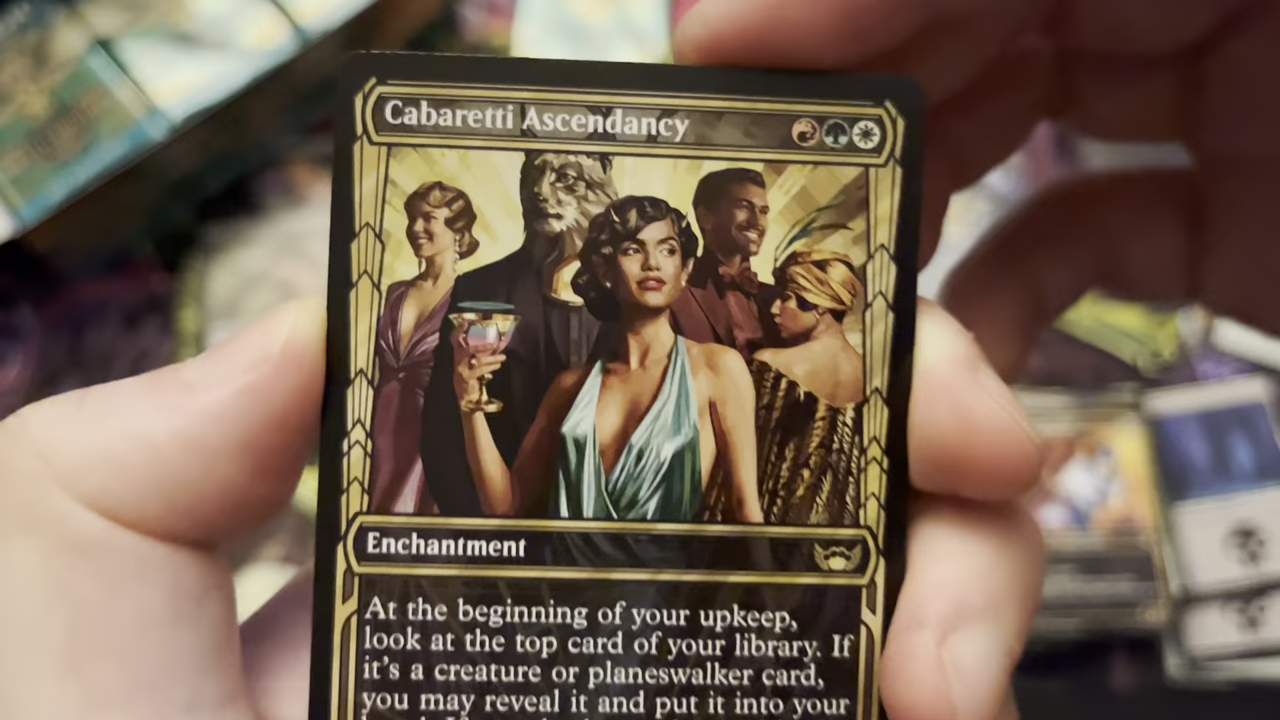 Cabaretti Ascendancy
Enchantment
At the beginning of your upkeep,
look at the top card of your library. If
it's a creature or planeswalker card,
you may reveal it and put it into your